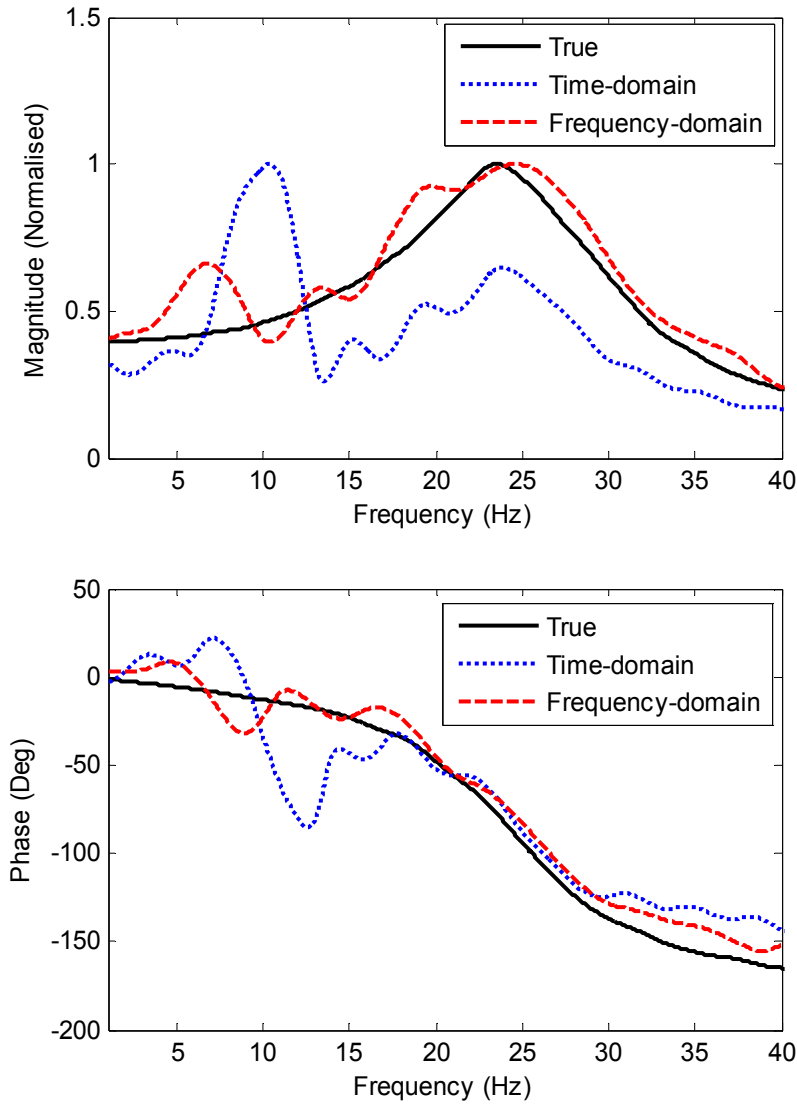 1.5
1
0.5
0
Magnitude (Normalised)
True
Time-domain
Frequency-domain
5 10 15 20 25 30 35 40
Frequency (Hz)
50
0
-50
-100
-150
-200
Phase (Deg)
True
Time-domain
Frequency-domain
5 10 15 20 25 30 35 40
Frequency (Hz)